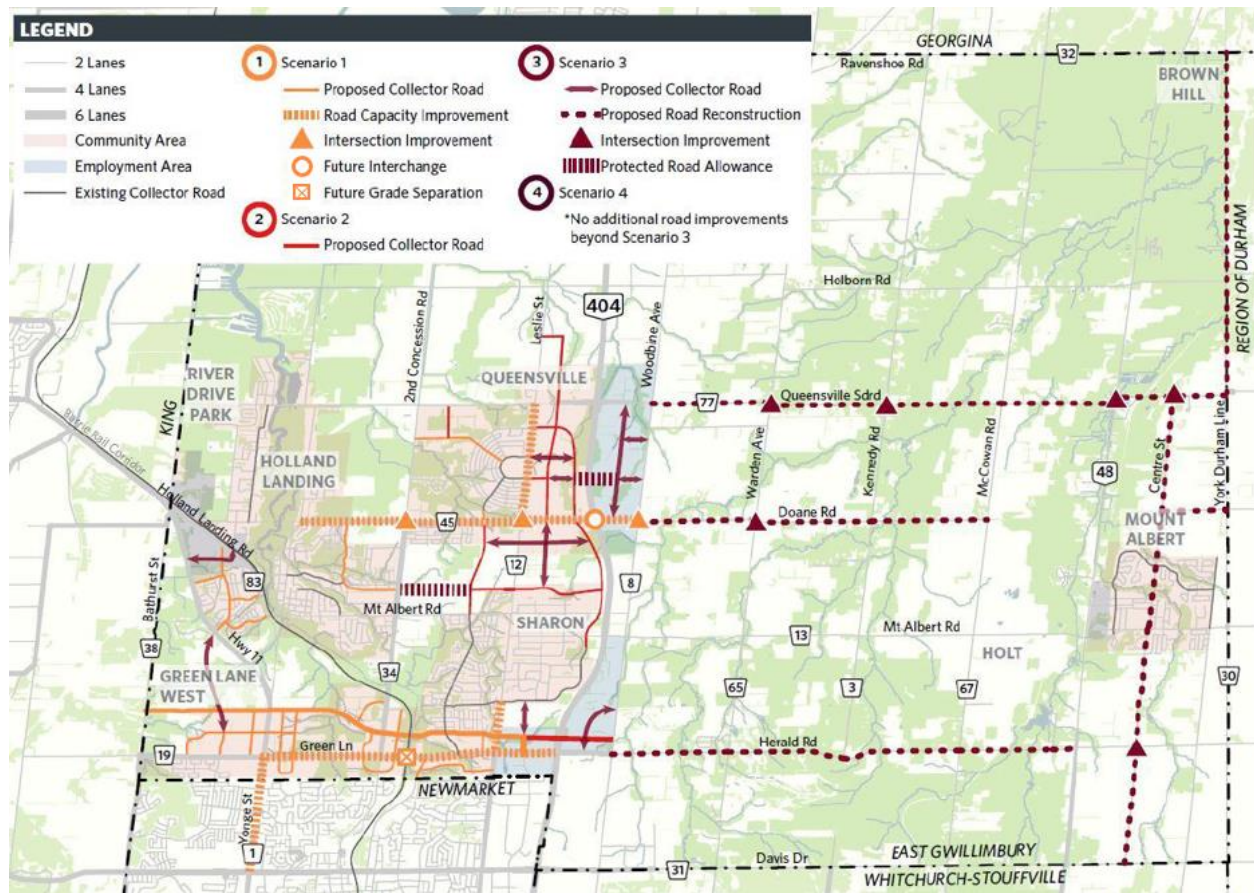 LEGEND
2 Lanes
4 Lanes
6 Lanes
Community Area
Employment Area
Existing Collector Road
1 Scenario 1
Proposed Collector Road
Road Capacity Improvement
Intersection Improvement
Future Interchange
Future Grade Separation
2 Scenario 2
Proposed Collector Road
3 Scenario 3
Proposed Collector Road
Proposed Road Reconstruction
Intersection Improvement
Protected Road Allowance
4 Scenario 4
*No additional road improvements
beyond Scenario 3
GEORGINA
32
Ravenshoe Rd
BROWN
HILL
REGION OF DURHAM
Holborn Rd
404
Leslie St
2nd Concession Rd
Woodbine Ave
KING
RIVER
DRIVE
PARK
QUEENSVILLE
77
Queensville Sdrd
Barrie Rail Corridor
HOLLAND
LANDING
Holland Landing Rd
Warden Ave
Kennedy Rd
McCowan Rd
48
Centre St
York Durham Line
45
Doane Rd
MOUNT
ALBERT
12
83
8
Mt Albert Rd
SHARON
13
Mt Albert Rd
HOLT
Bathurst St
38
Hwy 11
GREEN LANE
WEST
34
65
3
67
30
19
Green Ln
Herald Rd
NEWMARKET
Yonge St
1
31
Davis Dr
EAST GWILLIMBURY
WHITCHURCH-STOUFFVILLE